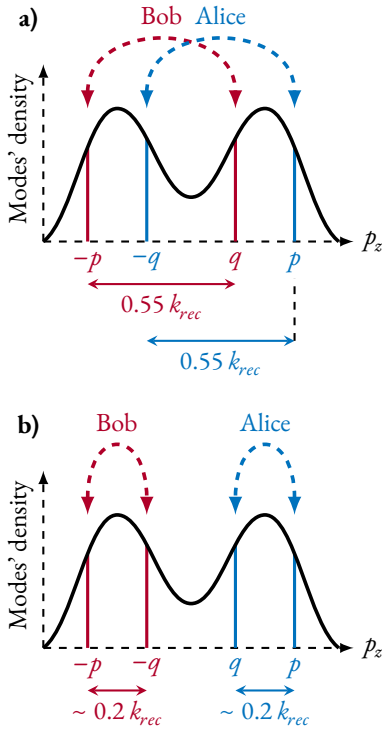 a)
Bob Alice
Modes' density
−p −q q p p_z
0.55 k_rec
0.55 k_rec
b)
Bob Alice
Modes' density
−p −q q p p_z
~ 0.2 k_rec ~ 0.2 k_rec